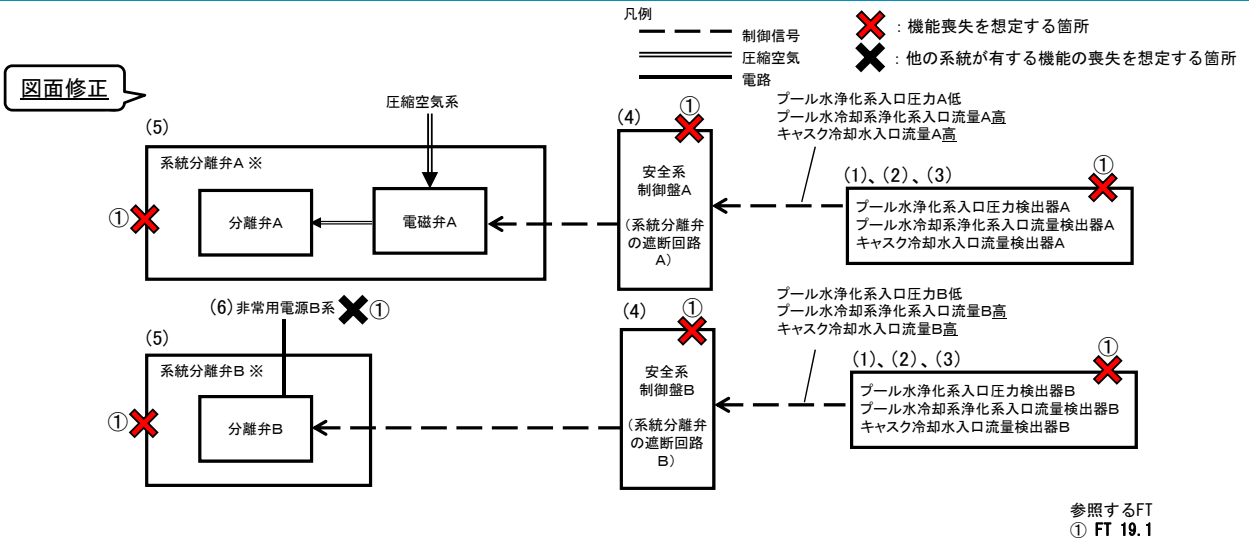 凡例
制御信号
圧縮空気
電路
：機能喪失を想定する箇所
：他の系統が有する機能の喪失を想定する箇所
図面修正
圧縮空気系
(5)
系統分離弁A ※
①
分離弁A
電磁弁A
(4)
①
安全系
制御盤A
(系統分離弁
の遮断回路
A)
プール水浄化系入口圧力A低
プール水冷却系浄化系入口流量A高
キャスク冷却水入口流量A高
(1)、(2)、(3)
①
プール水浄化系入口圧力検出器A
プール水冷却系浄化系入口流量検出器A
キャスク冷却水入口流量検出器A
(6)非常用電源B系
①
(5)
系統分離弁B ※
①
分離弁B
(4)
①
安全系
制御盤B
(系統分離弁
の遮断回路
B)
プール水浄化系入口圧力B低
プール水冷却系浄化系入口流量B高
キャスク冷却水入口流量B高
(1)、(2)、(3)
①
プール水浄化系入口圧力検出器B
プール水冷却系浄化系入口流量検出器B
キャスク冷却水入口流量検出器B
参照するFT
① FT 19.1